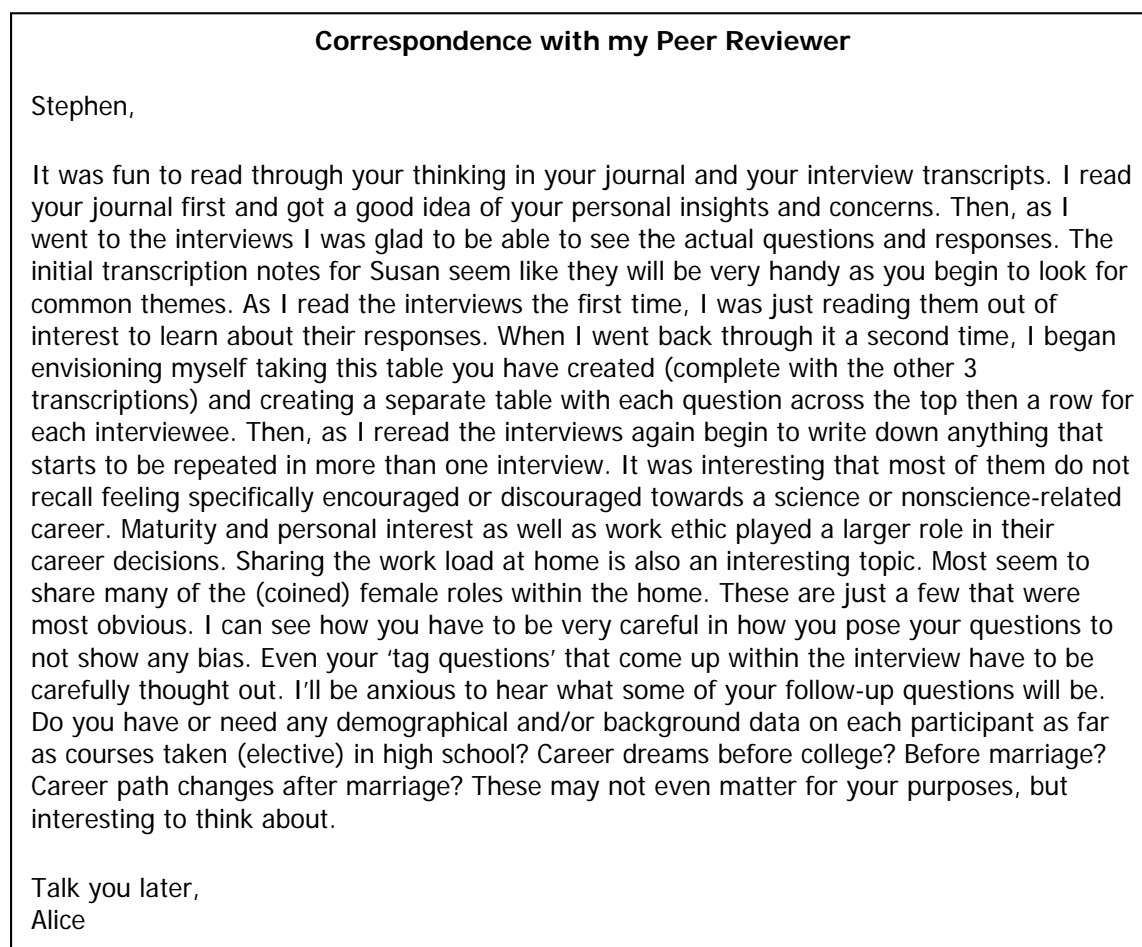 Correspondence with my Peer Reviewer
Stephen,
It was fun to read through your thinking in your journal and your interview transcripts. I read
your journal first and got a good idea of your personal insights and concerns. Then, as I
went to the interviews I was glad to be able to see the actual questions and responses. The
initial transcription notes for Susan seem like they will be very handy as you begin to look for
common themes. As I read the interviews the first time, I was just reading them out of
interest to learn about their responses. When I went back through it a second time, I began
envisioning myself taking this table you have created (complete with the other 3
transcriptions) and creating a separate table with each question across the top then a row for
each interviewee. Then, as I reread the interviews again begin to write down anything that
starts to be repeated in more than one interview. It was interesting that most of them do not
recall feeling specifically encouraged or discouraged towards a science or nonscience-related
career. Maturity and personal interest as well as work ethic played a larger role in their
career decisions. Sharing the work load at home is also an interesting topic. Most seem to
share many of the (coined) female roles within the home. These are just a few that were
most obvious. I can see how you have to be very careful in how you pose your questions to
not show any bias. Even your ‘tag questions’ that come up within the interview have to be
carefully thought out. I’ll be anxious to hear what some of your follow-up questions will be.
Do you have or need any demographical and/or background data on each participant as far
as courses taken (elective) in high school? Career dreams before college? Before marriage?
Career path changes after marriage? These may not even matter for your purposes, but
interesting to think about.
Talk you later,
Alice